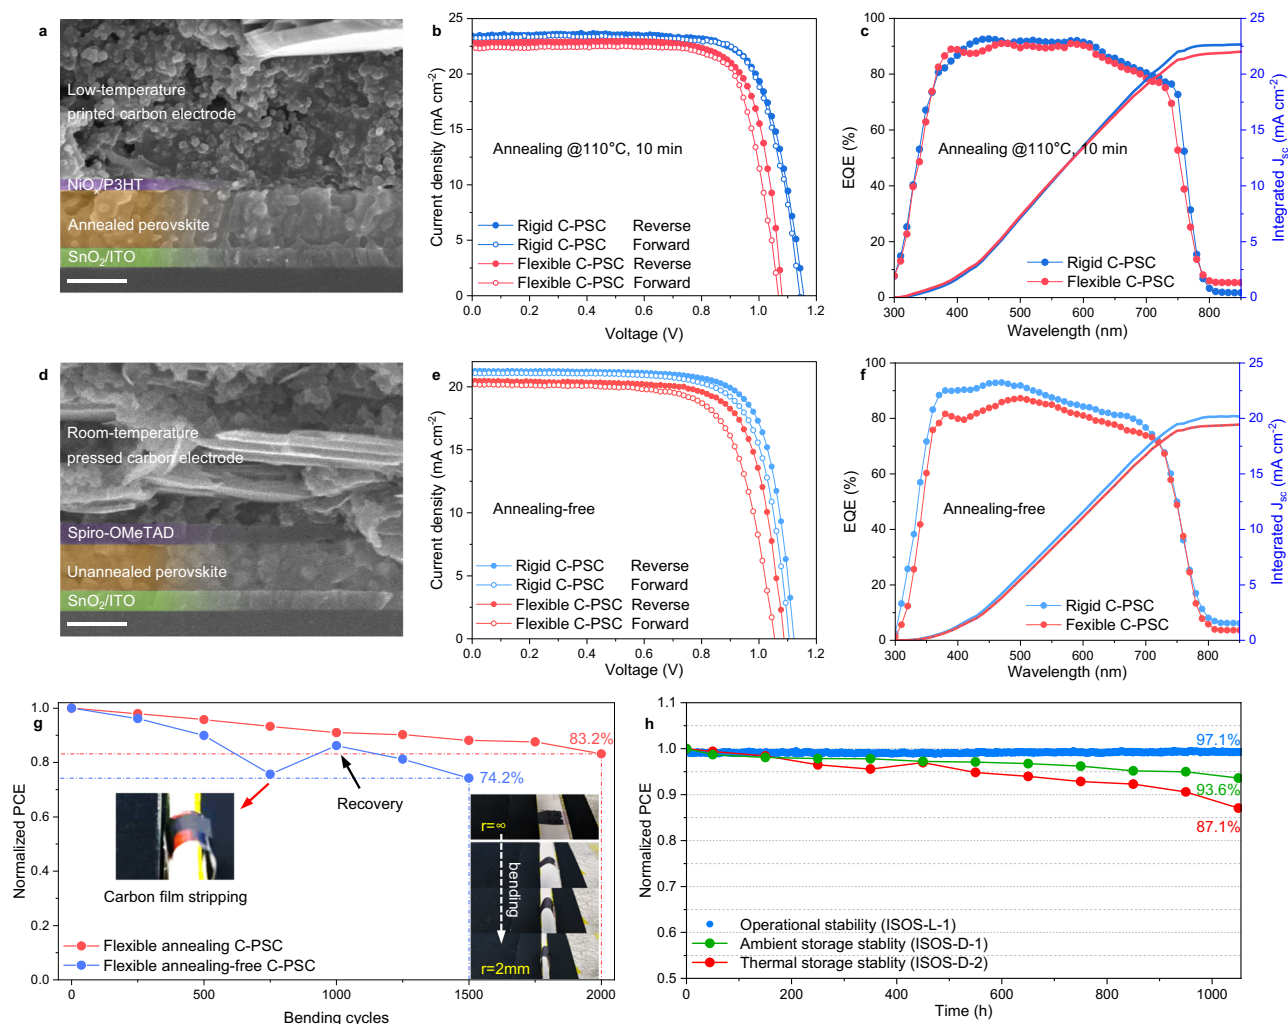 a
Low-temperature
printed carbon electrode
NiOx/P3HT
Annealed perovskite
SnO2/ITO
b
Current density (mA cm-2)
25
20
15
10
5
0
Annealing @110°C, 10 min
Rigid C-PSC Reverse
Rigid C-PSC Forward
Flexible C-PSC Reverse
Flexible C-PSC Forward
0.0 0.2 0.4 0.6 0.8 1.0 1.2
Voltage (V)
c
EQE (%)
100
80
60
40
20
0
Annealing @110°C, 10 min
Rigid C-PSC
Flexible C-PSC
300 400 500 600 700 800
Wavelength (nm)
25
20
15
10
5
0
Integrated Jsc (mA cm-2)
d
Room-temperature
pressed carbon electrode
Spiro-OMeTAD
Unannealed perovskite
SnO2/ITO
e
Current density (mA cm-2)
20
15
10
5
0
Annealing-free
Rigid C-PSC Reverse
Rigid C-PSC Forward
Flexible C-PSC Reverse
Flexible C-PSC Forward
0.0 0.2 0.4 0.6 0.8 1.0 1.2
Voltage (V)
f
EQE (%)
100
80
60
40
20
0
Annealing-free
Rigid C-PSC
Fexible C-PSC
300 400 500 600 700 800
Wavelength (nm)
25
20
15
10
5
0
Integrated Jsc (mA cm-2)
g
Normalized PCE
1.0
0.8
0.6
0.4
0.2
0.0
83.2%
74.2%
Recovery
Carbon film stripping
r=∞
bending
r=2mm
Flexible annealing C-PSC
Flexible annealing-free C-PSC
0 500 1000 1500 2000
Bending cycles
h
Normalized PCE
1.1
1.0
0.9
0.8
0.7
0.6
0.5
97.1%
93.6%
87.1%
Operational stability (ISOS-L-1)
Ambient storage stablity (ISOS-D-1)
Thermal storage stablity (ISOS-D-2)
0 200 400 600 800 1000
Time (h)